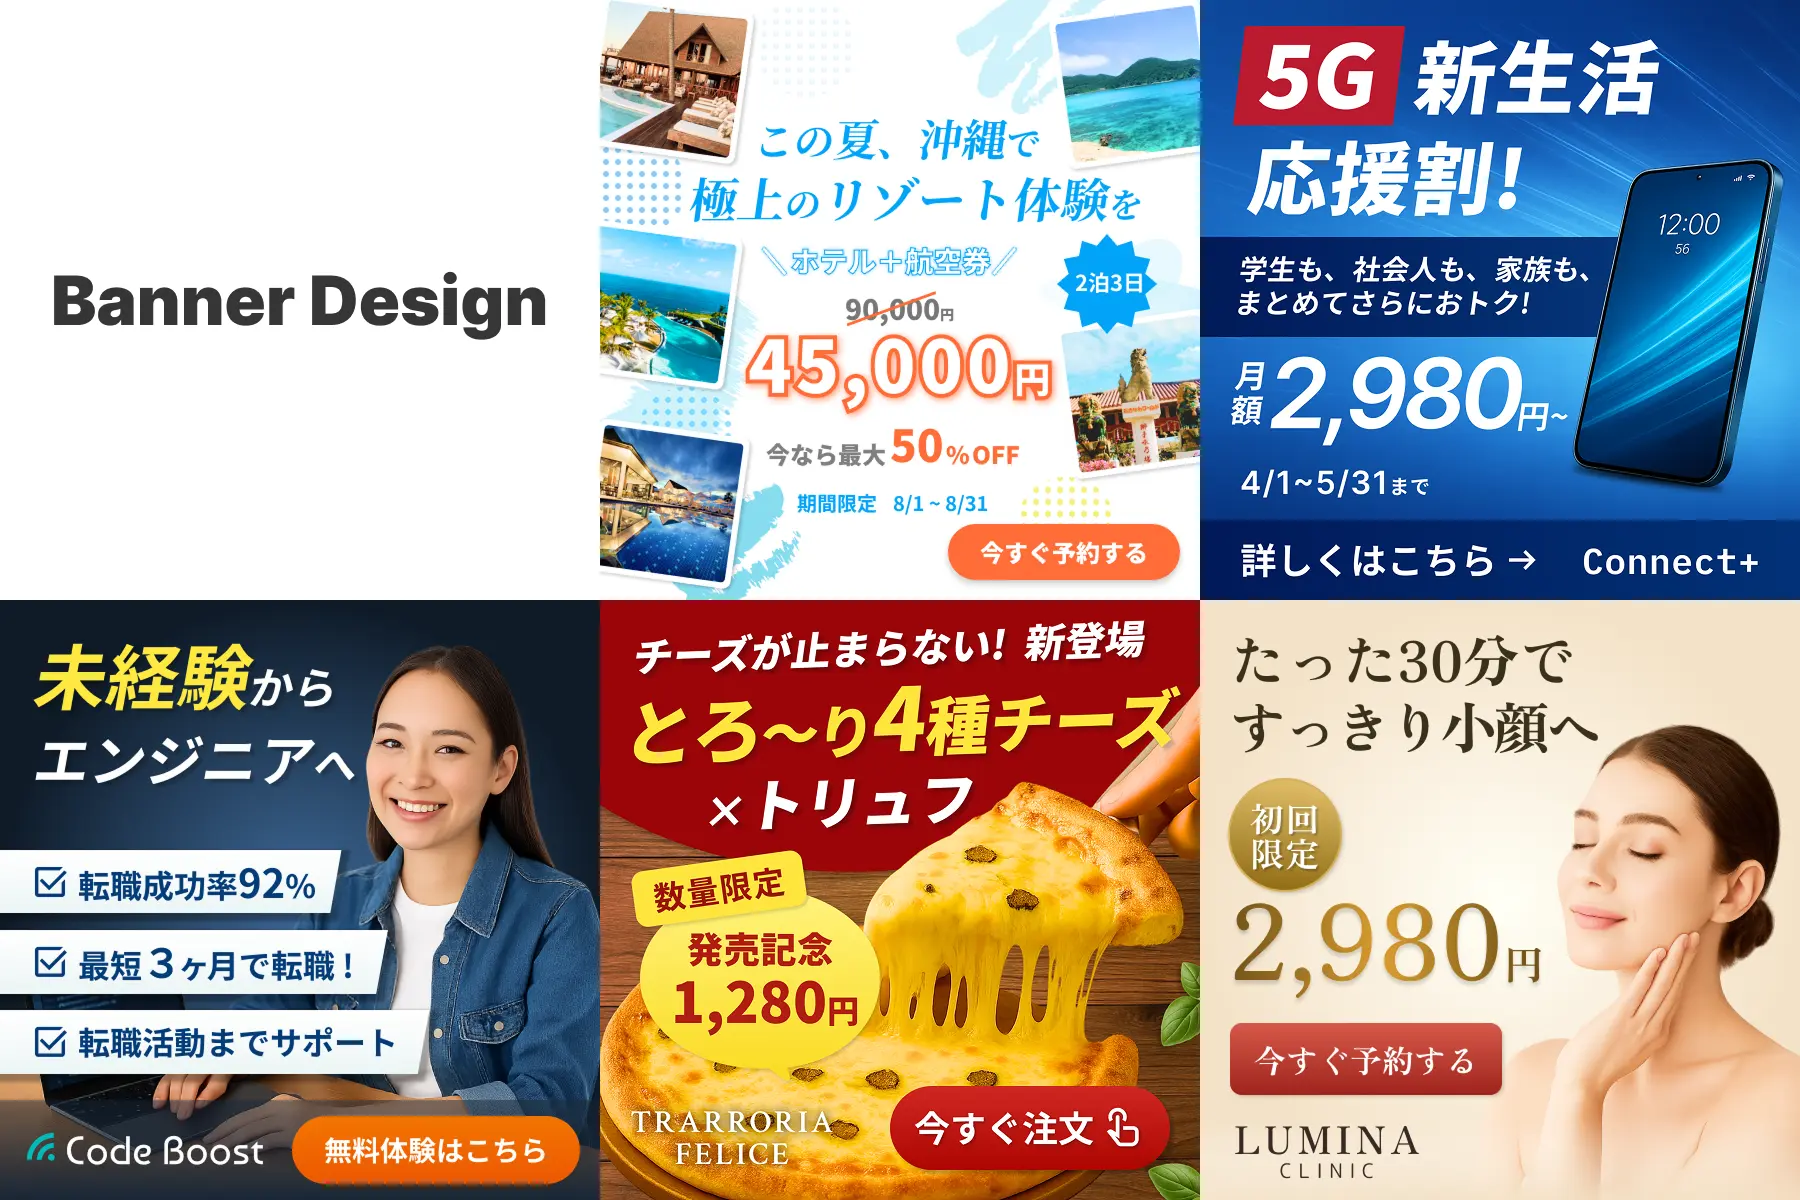 Banner Design
この夏、沖縄で
極上のリゾート体験を
＼ホテル＋航空券／
2泊3日
90,000円
45,000円
今なら最大50％OFF
期間限定 8/1 ~ 8/31
今すぐ予約する
5G 新生活
応援割!
学生も、社会人も、家族も、
まとめてさらにおトク!
12:00
56
月額2,980円~
4/1~5/31まで
詳しくはこちら→ Connect+
未経験から
エンジニアへ
転職成功率92%
最短３ヶ月で転職！
転職活動までサポート
Code Boost
無料体験はこちら
チーズが止まらない! 新登場
とろ～り4種チーズ
×トリュフ
数量限定
発売記念
1,280円
TRARRORIA
FELICE
今すぐ注文
たった30分で
すっきり小顔へ
初回
限定
2,980円
今すぐ予約する
LUMINA
CLINIC